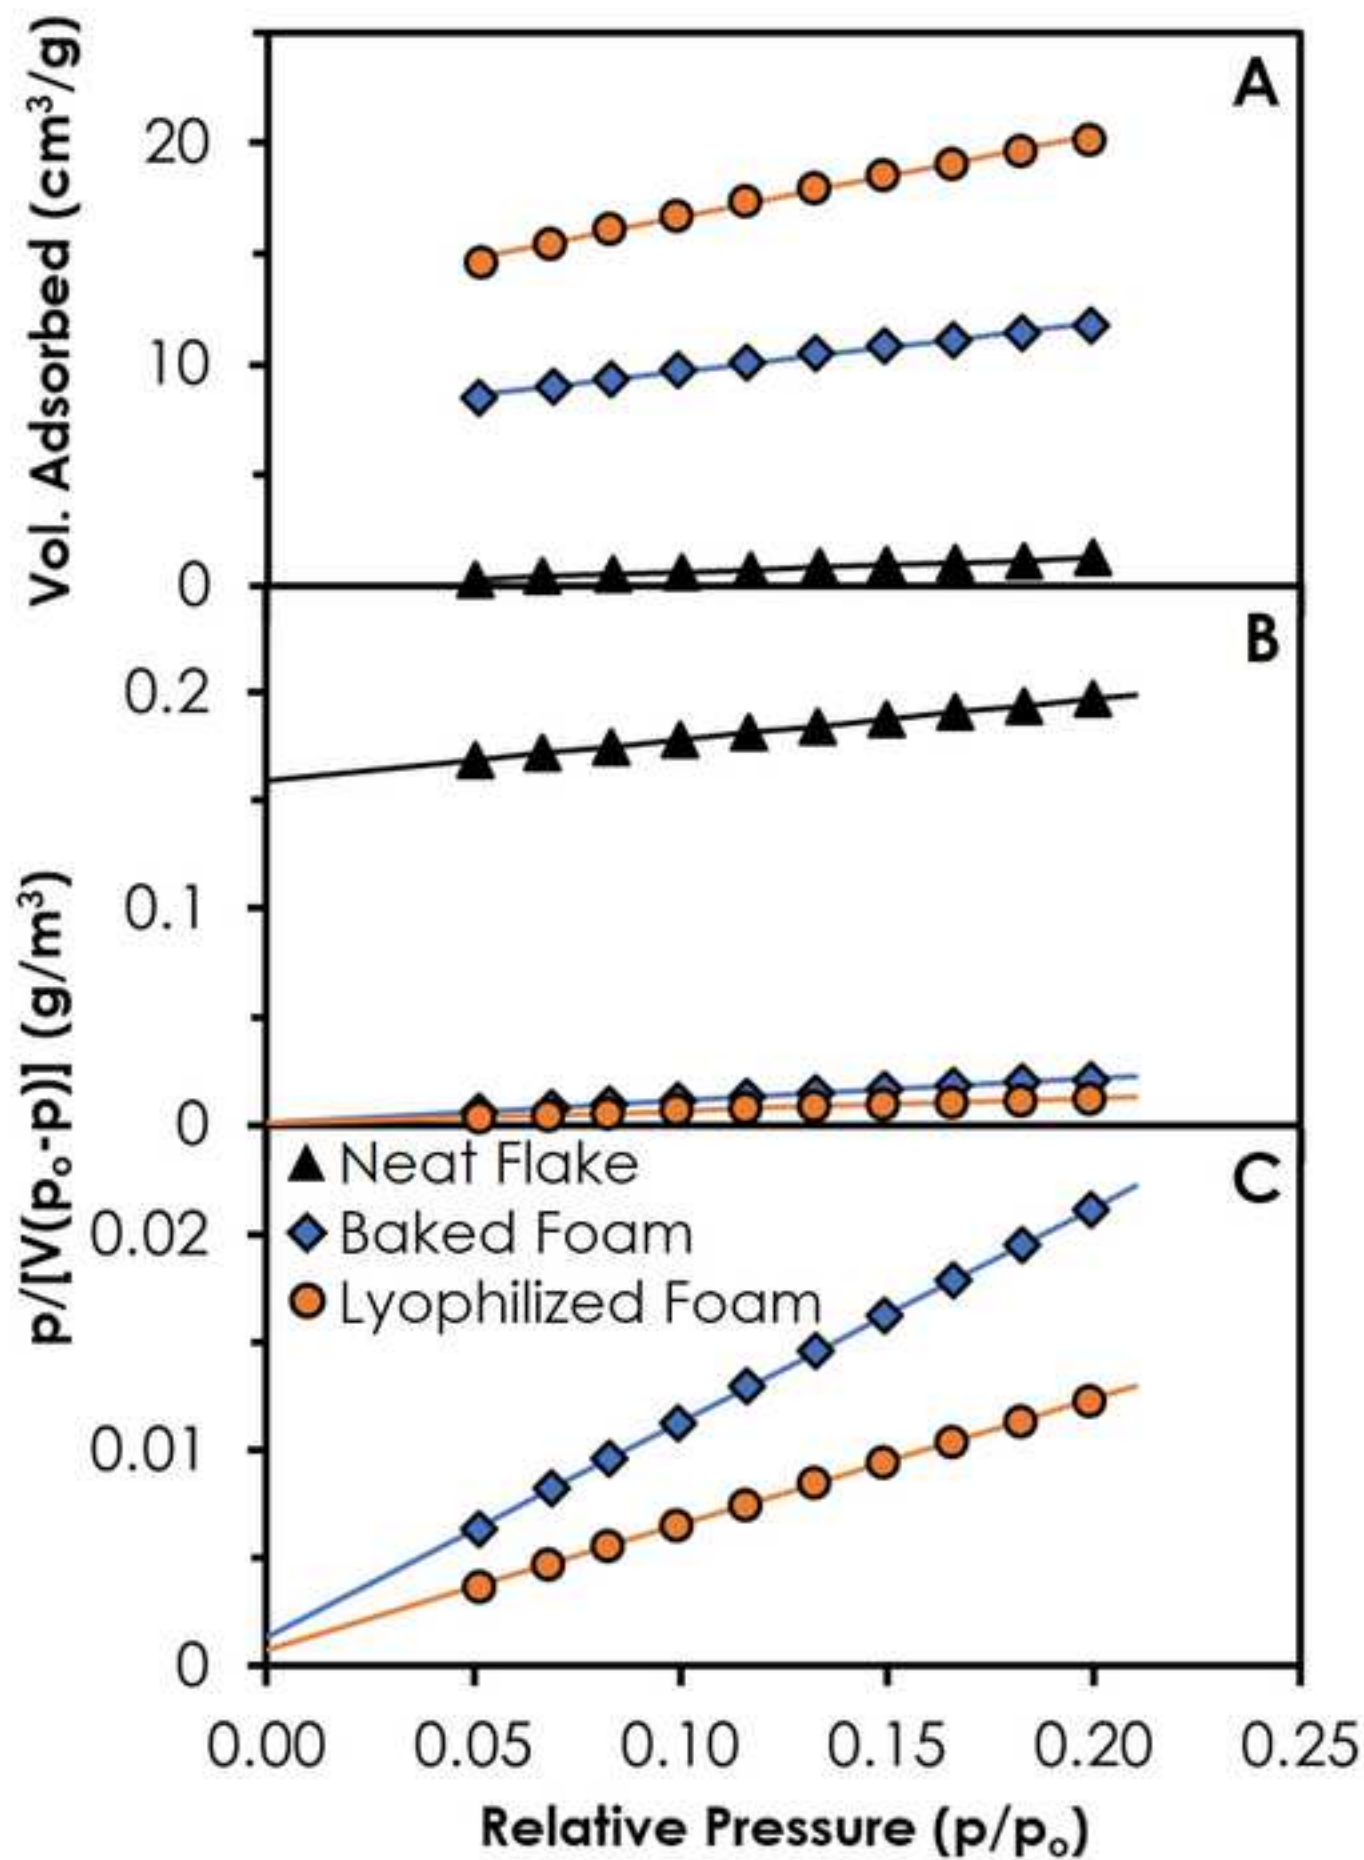 Vol. Adsorbed (cm³/g)
A
20
10
0
p/[V(pₒ-p)] (g/m³)
B
0.2
0.1
0
C
Neat Flake
Baked Foam
Lyophilized Foam
0.02
0.01
0
0.00 0.05 0.10 0.15 0.20 0.25
Relative Pressure (p/pₒ)